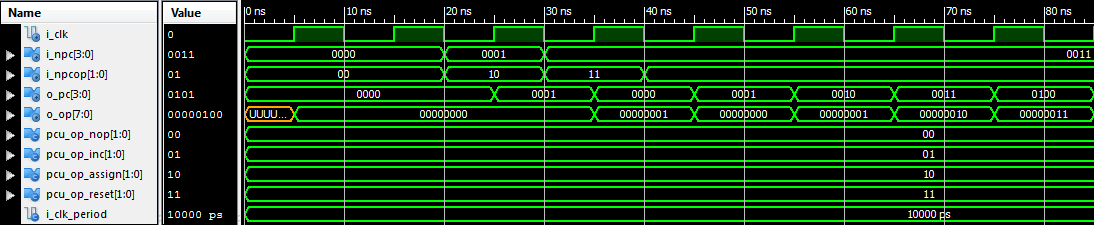 Name Value 0 ns 10 ns 20 ns 30 ns 40 ns 50 ns 60 ns 70 ns 80 ns
i_clk 0
i_npc[3:0] 0011 0000 0001 0011
i_npcop[1:0] 01 00 10 11
o_pc[3:0] 0101 0000 0001 0000 0001 0010 0011 0100
o_op[7:0] 00000100 UUUU... 00000000 00000001 00000000 00000001 00000010 00000011
pcu_op_nop[1:0] 00 00
pcu_op_inc[1:0] 01 01
pcu_op_assign[1:0] 10 10
pcu_op_reset[1:0] 11 11
i_clk_period 10000 ps 10000 ps